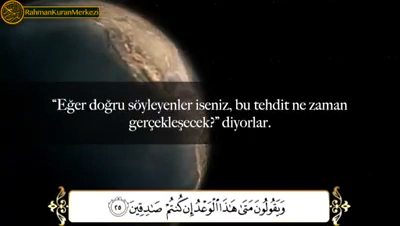 RahmanKuranMerkezi
“Eğer doğru söyleyenler iseniz, bu tehdit ne zaman
gerçekleşecek?” diyorlar.
وَيَقُولُونَ مَتَىٰ هَٰذَا الْوَعْدُ إِن كُنتُمْ صَادِقِينَ ﴿٢٥﴾